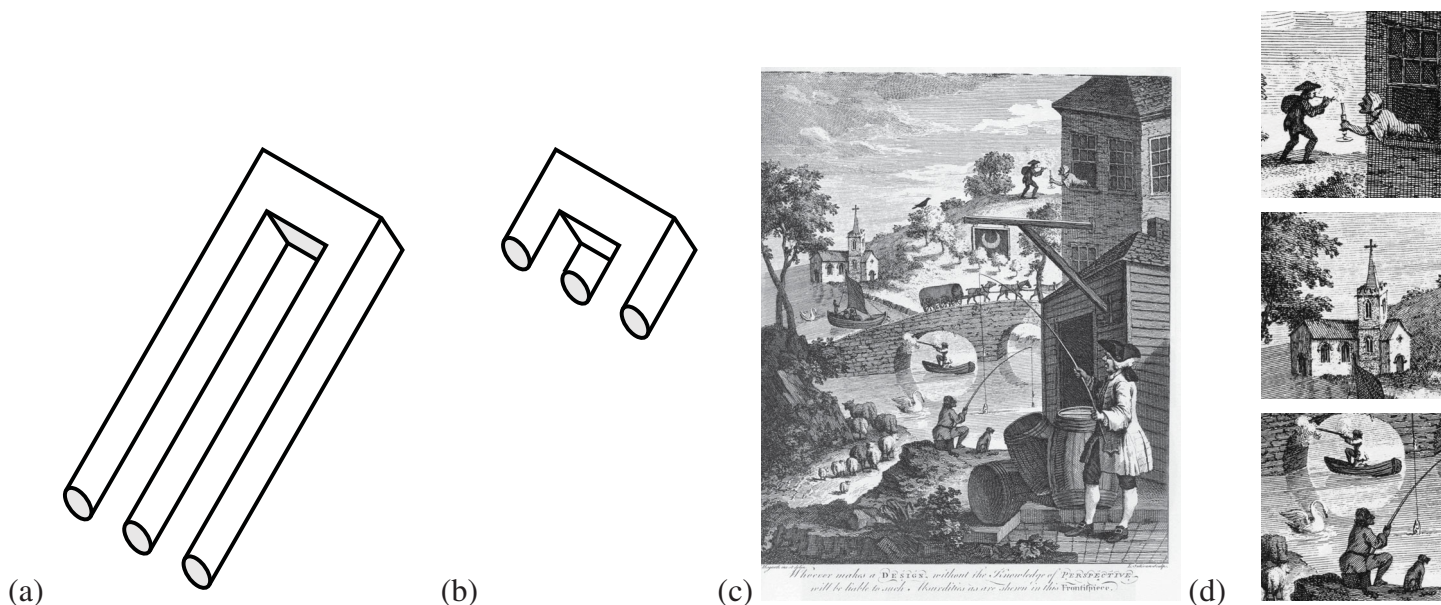 (a)
(b)
(c)
(d)
Whoever makes a DESIGN, without the Knowledge of PERSPECTIVE,
will be liable to such Absurdities as are shewn in this Frontispiece.